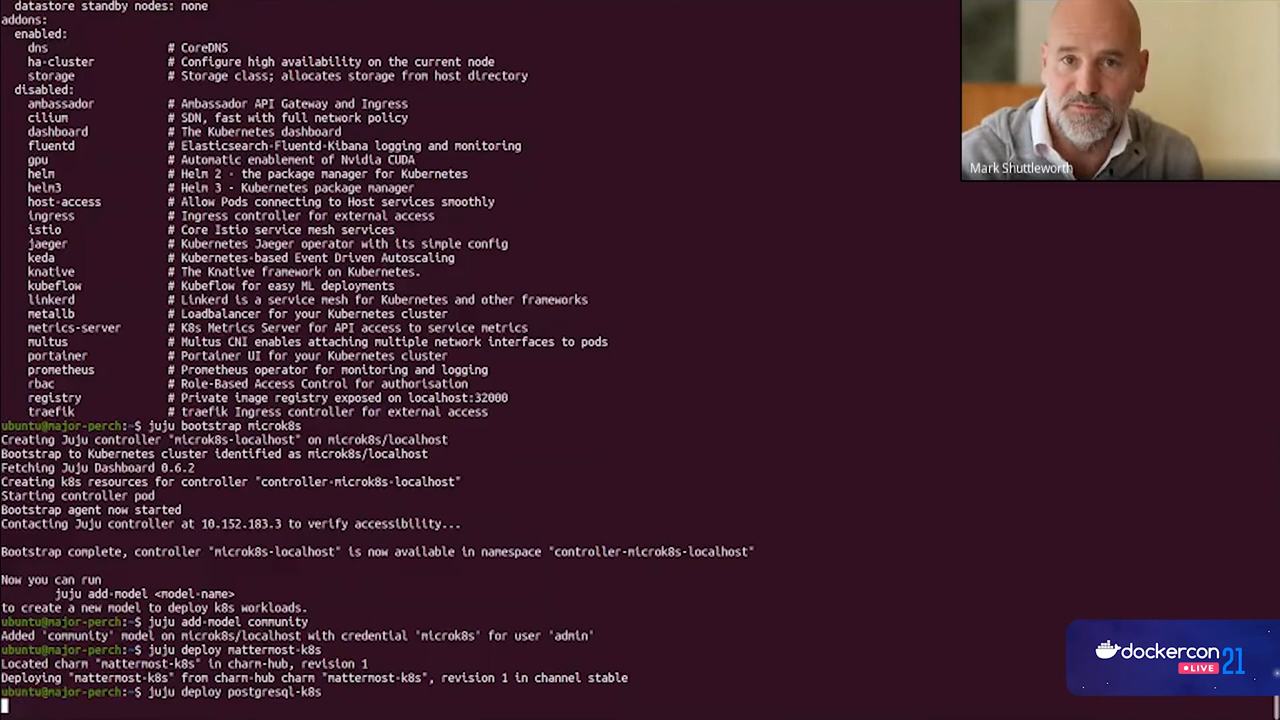 datastore standby nodes: none
addons:
enabled:
dns # CoreDNS
ha-cluster # Configure high availability on the current node
storage # Storage class; allocates storage from host directory
disabled:
ambassador # Ambassador API Gateway and Ingress
cilium # SDN, fast with full network policy
dashboard # The Kubernetes dashboard
fluentd # Elasticsearch-Fluentd-Kibana logging and monitoring
gpu # Automatic enablement of Nvidia CUDA
helm # Helm 2 - the package manager for Kubernetes
helm3 # Helm 3 - Kubernetes package manager
host-access # Allow Pods connecting to Host services smoothly
ingress # Ingress controller for external access
istio # Core Istio service mesh services
jaeger # Kubernetes Jaeger operator with its simple config
keda # Kubernetes-based Event Driven Autoscaling
knative # The Knative framework on Kubernetes.
kubeflow # Kubeflow for easy ML deployments
linkerd # Linkerd is a service mesh for Kubernetes and other frameworks
metallb # Loadbalancer for your Kubernetes cluster
metrics-server # K8s Metrics Server for API access to service metrics
multus # Multus CNI enables attaching multiple network interfaces to pods
portainer # Portainer UI for your Kubernetes cluster
prometheus # Prometheus operator for monitoring and logging
rbac # Role-Based Access Control for authorisation
registry # Private image registry exposed on localhost:32000
traefik # traefik Ingress controller for external access
ubuntu@major-perch:~$ juju bootstrap microk8s
Creating Juju controller "microk8s-localhost" on microk8s/localhost
Bootstrap to Kubernetes cluster identified as microk8s/localhost
Fetching Juju Dashboard 0.6.2
Creating k8s resources for controller "controller-microk8s-localhost"
Starting controller pod
Bootstrap agent now started
Contacting Juju controller at 10.152.183.3 to verify accessibility...
Bootstrap complete, controller "microk8s-localhost" is now available in namespace "controller-microk8s-localhost"
Now you can run
juju add-model <model-name>
to create a new model to deploy k8s workloads.
ubuntu@major-perch:~$ juju add-model community
Added 'community' model on microk8s/localhost with credential 'microk8s' for user 'admin'
ubuntu@major-perch:~$ juju deploy mattermost-k8s
Located charm "mattermost-k8s" in charm-hub, revision 1
Deploying "mattermost-k8s" from charm-hub charm "mattermost-k8s", revision 1 in channel stable
ubuntu@major-perch:~$ juju deploy postgresql-k8s
Mark Shuttleworth
dockercon
LIVE 21